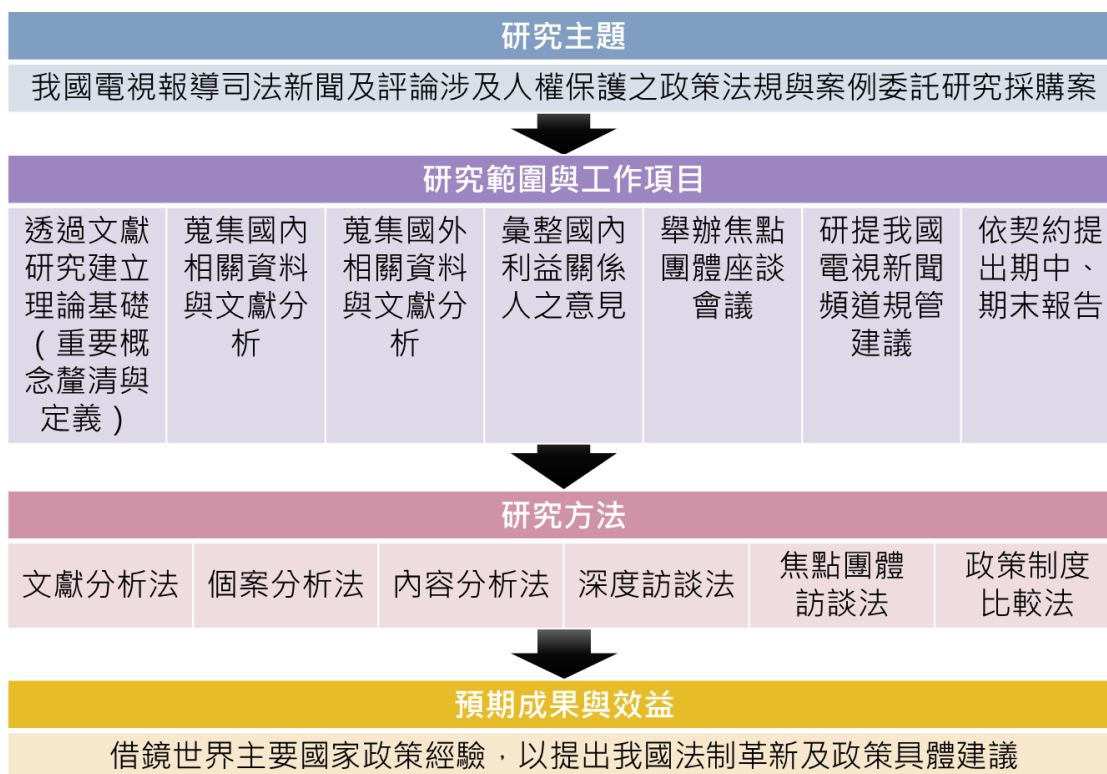 研究主題
我國電視報導司法新聞及評論涉及人權保護之政策法規與案例委託研究採購案
研究範圍與工作項目
透過文獻
研究建立
理論基礎
（重要概
念釐清與
定義）
蒐集國內
相關資料
與文獻分
析
蒐集國外
相關資料
與文獻分
析
彙整國內
利益關係
人之意見
舉辦焦點
團體座談
會議
研提我國
電視新聞
頻道規管
建議
依契約提
出期中、
期末報告
研究方法
文獻分析法
個案分析法
內容分析法
深度訪談法
焦點團體
訪談法
政策制度
比較法
預期成果與效益
借鏡世界主要國家政策經驗，以提出我國法制革新及政策具體建議